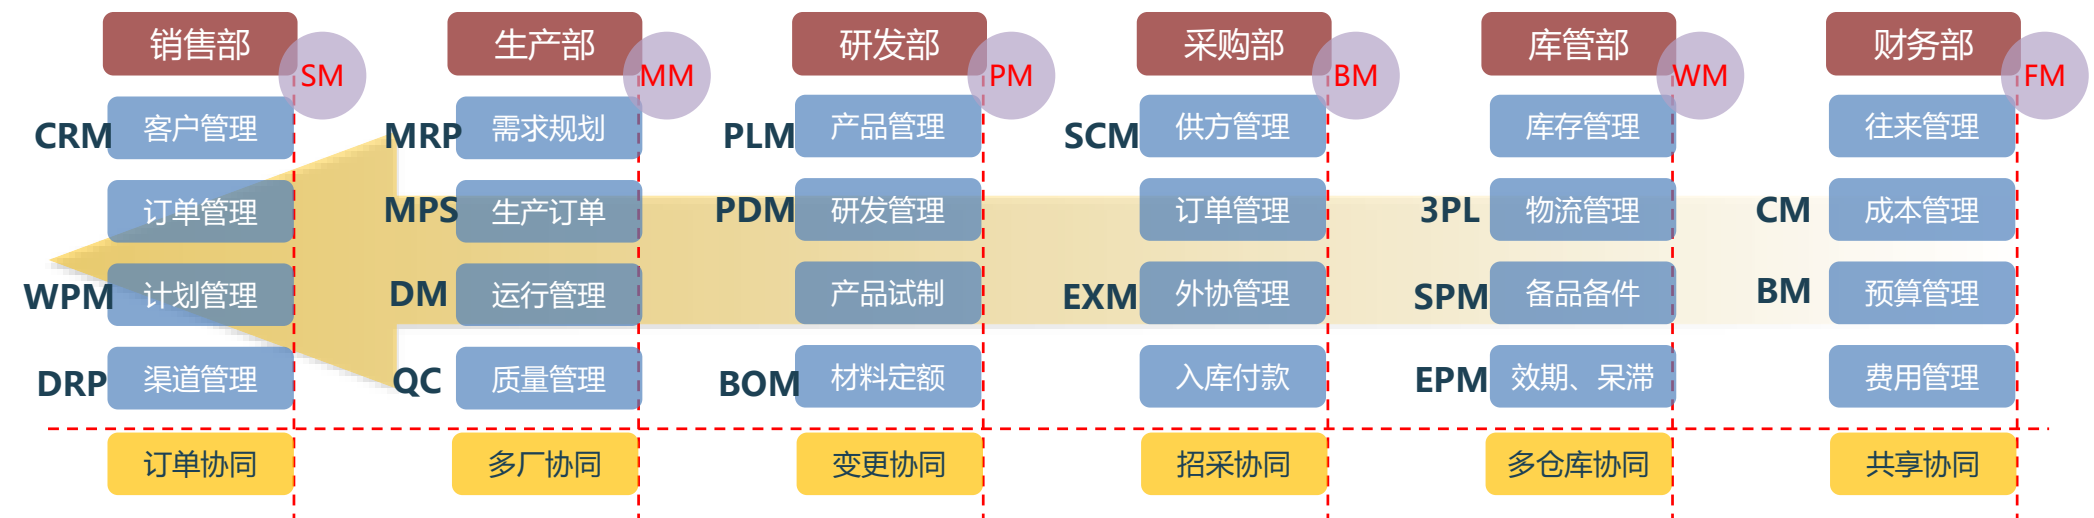 销售部 SM 生产部 MM 研发部 PM 采购部 BM 库管部 WM 财务部 FM
CRM 客户管理 MRP 需求规划 PLM 产品管理 SCM 供方管理 库存管理 往来管理
订单管理 MPS 生产订单 PDM 研发管理 订单管理 3PL 物流管理 CM 成本管理
WPM 计划管理 DM 运行管理 产品试制 EXM 外协管理 SPM 备品备件 BM 预算管理
DRP 渠道管理 QC 质量管理 BOM 材料定额 入库付款 EPM 效期、呆滞 费用管理
订单协同 多厂协同 变更协同 招采协同 多仓库协同 共享协同